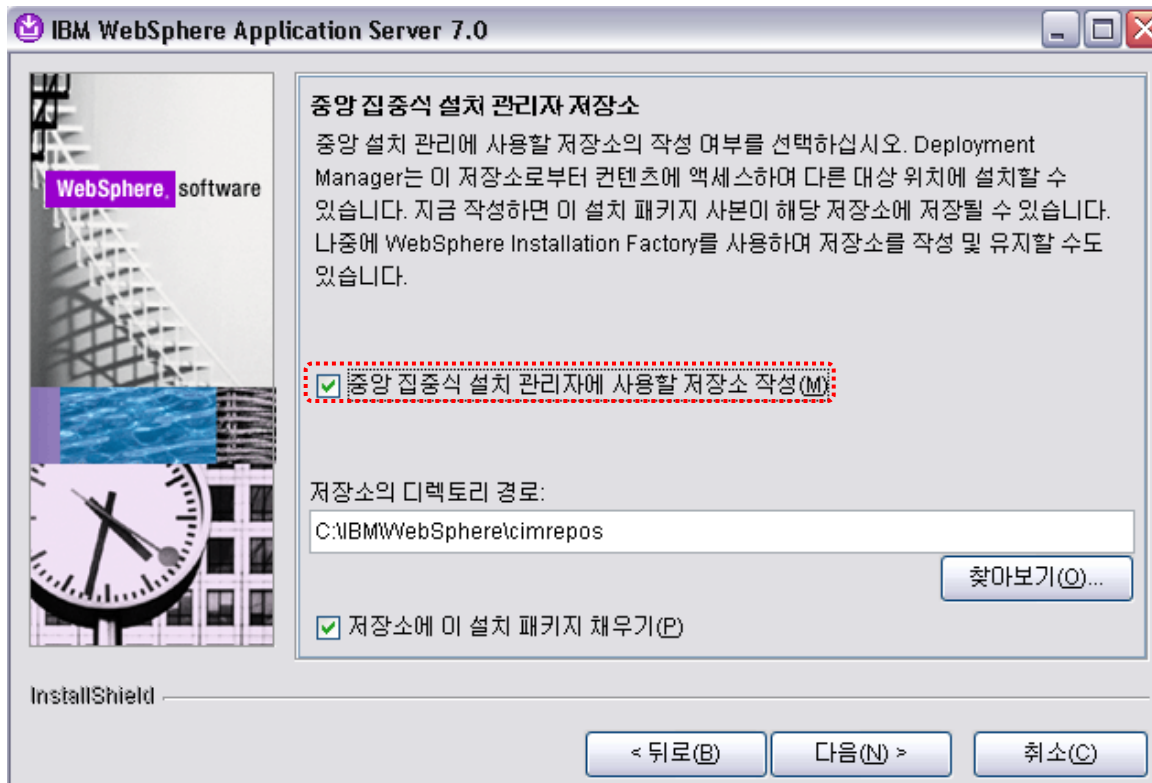 IBM WebSphere Application Server 7.0
WebSphere. software
중앙 집중식 설치 관리자 저장소
중앙 설치 관리에 사용할 저장소의 작성 여부를 선택하십시오. Deployment
Manager는 이 저장소로부터 컨텐츠에 액세스하여 다른 대상 위치에 설치할 수
있습니다. 지금 작성하면 이 설치 패키지 사본이 해당 저장소에 저장될 수 있습니다.
나중에 WebSphere Installation Factory를 사용하여 저장소를 작성 및 유지할 수도
있습니다.
중앙 집중식 설치 관리자에 사용할 저장소 작성(M)
저장소의 디렉토리 경로:
C:\IBM\WebSphere\cimrepos
찾아보기(O)...
저장소에 이 설치 패키지 채우기(P)
InstallShield
< 뒤로(B)
다음(N) >
취소(C)